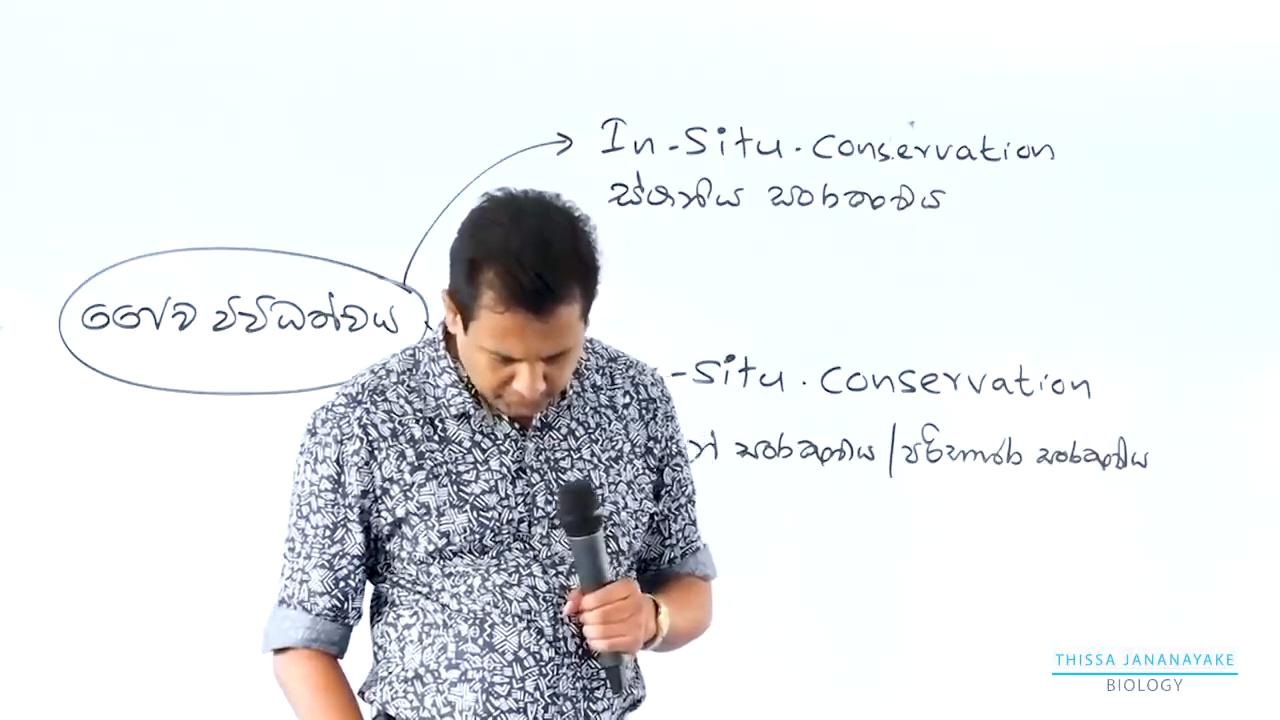 In-Situ. Conservation
ස්ථානීය සංරක්ෂණය
ජෛව විවිධත්වය
-Situ. Conservation
සංරක්ෂණය / පරිභාහිර සංරක්ෂණය
THISSA JANANAYAKE
BIOLOGY